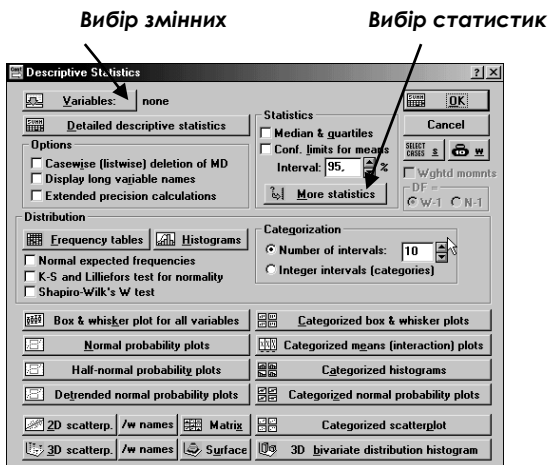 Вибір змінних
Вибір статистик
Descriptive Statistics
Variables: none
Detailed descriptive statistics
Options
Casewise (listwise) deletion of MD
Display long variable names
Extended precision calculations
Statistics
Median & quartiles
Conf. limits for means
Interval: 95, %
More statistics
OK
Cancel
SELECT CASES S W
Wghtd momnts
DF =
W-1 N-1
Distribution
Frequency tables Histograms
Normal expected frequencies
K-S and Lilliefors test for normality
Shapiro-Wilk's W test
Categorization
Number of intervals: 10
Integer intervals (categories)
Box & whisker plot for all variables
Categorized box & whisker plots
Normal probability plots
Categorized means (interaction) plots
Half-normal probability plots
Categorized histograms
Detrended normal probability plots
Categorized normal probability plots
2D scatterp. /w names Matrix
Categorized scatterplot
3D scatterp. /w names Surface
3D bivariate distribution histogram